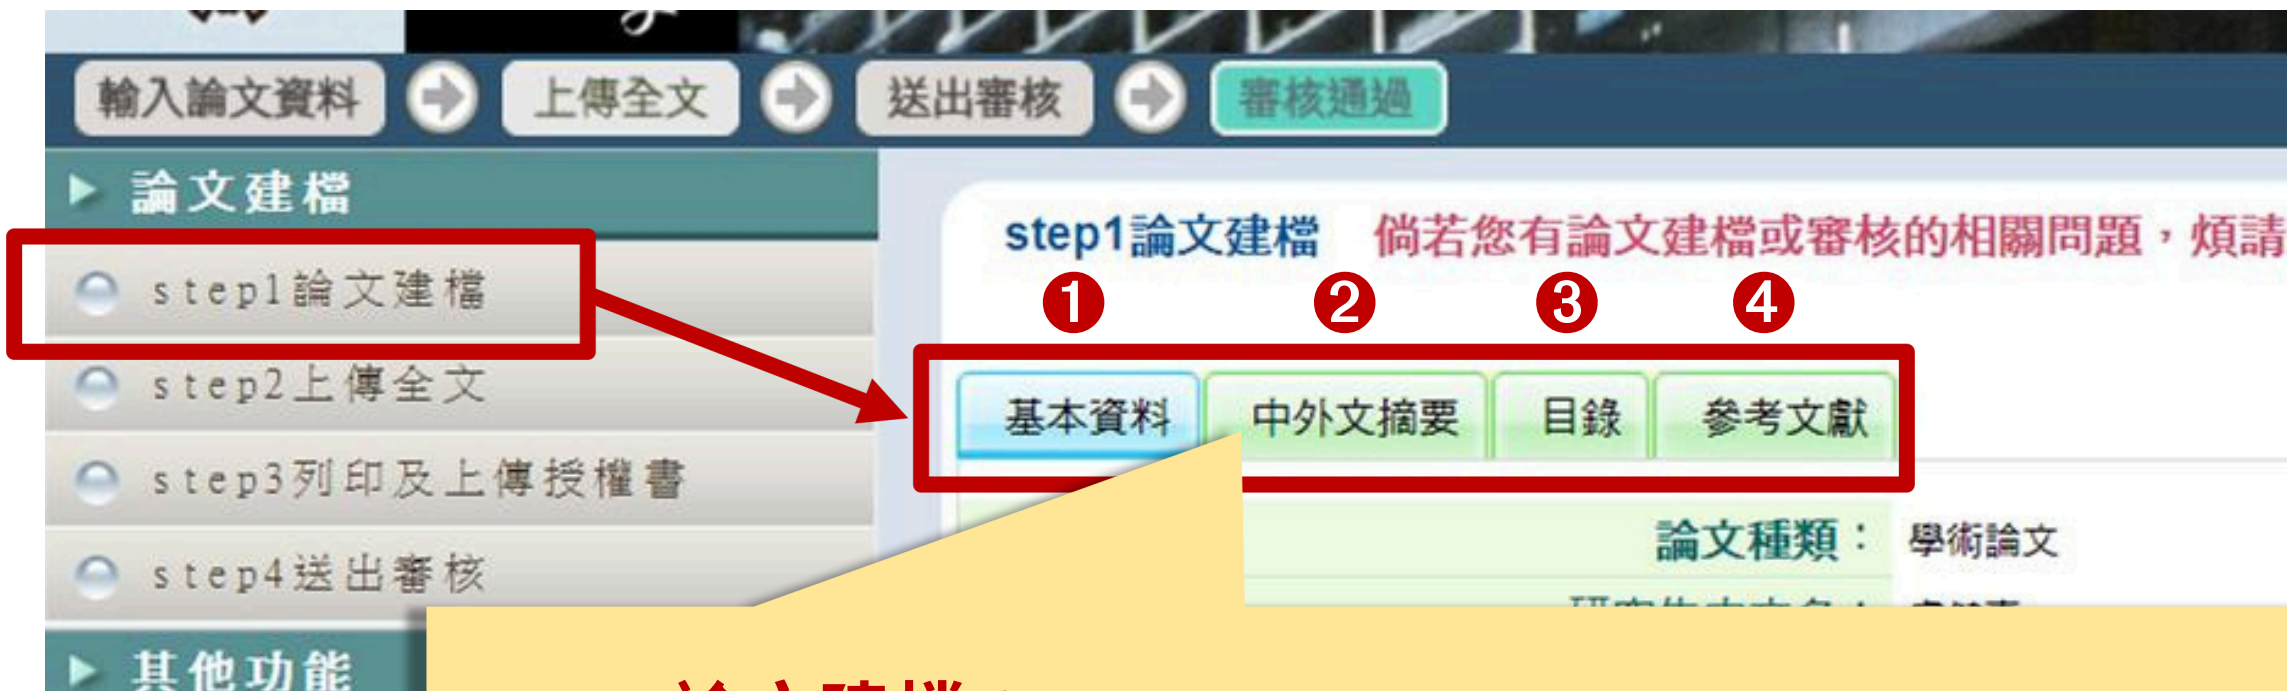 輸入論文資料 上傳全文 送出審核 審核通過
論文建檔
step1論文建檔
step2上傳全文
step3列印及上傳授權書
step4送出審核
其他功能
step1論文建檔 倘若您有論文建檔或審核的相關問題，煩請
1 2 3 4
基本資料 中外文摘要 目錄 參考文獻
論文種類： 學術論文